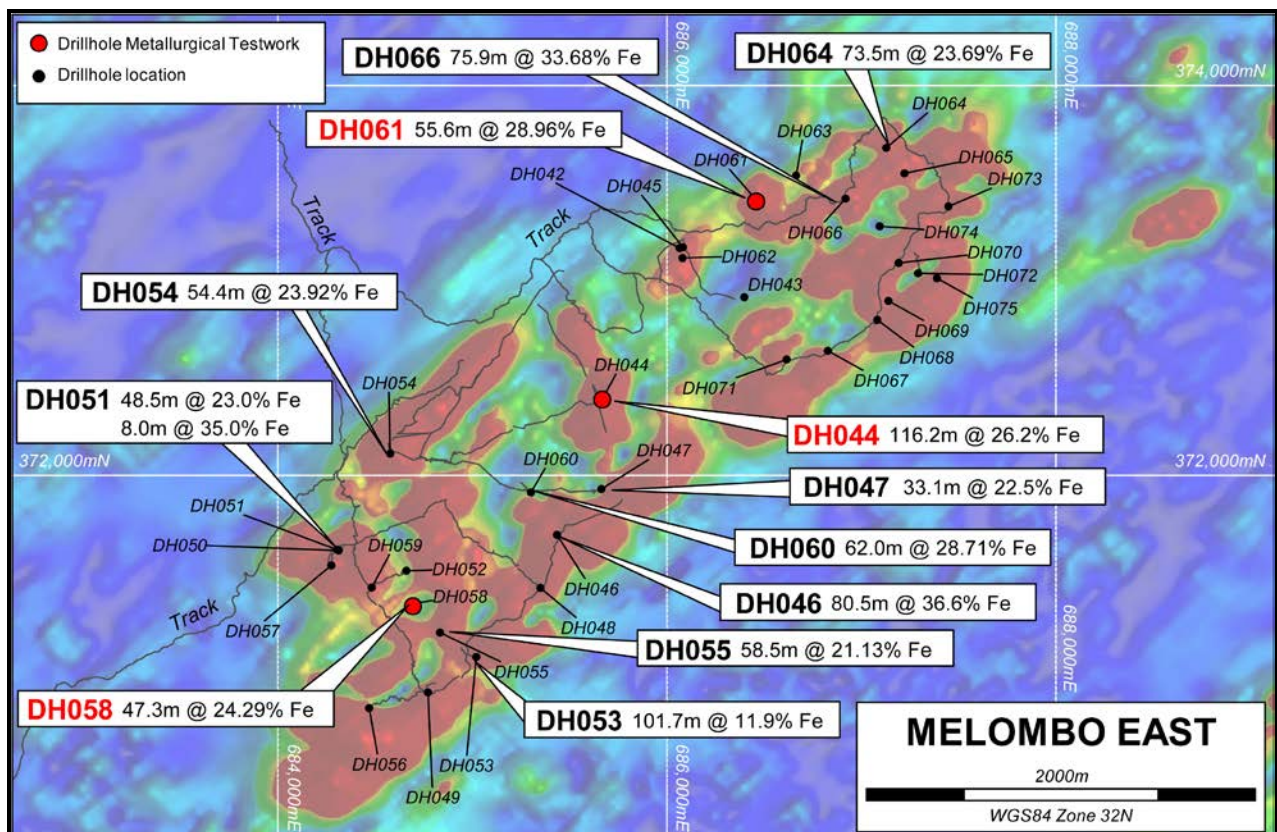 Drillhole Metallurgical Testwork
Drillhole location
DH066 75.9m @ 33.68% Fe
DH064 73.5m @ 23.69% Fe
DH061 55.6m @ 28.96% Fe
686,000mE
688,000mE
374,000mN
DH064
DH063
DH061
DH065
DH042
DH045
DH073
Track
Track
DH066
DH074
DH062
DH070
DH072
DH043
DH075
DH054 54.4m @ 23.92% Fe
DH069
DH068
DH044
DH054
DH071
DH067
DH051 48.5m @ 23.0% Fe
8.0m @ 35.0% Fe
DH044 116.2m @ 26.2% Fe
DH047
372,000mN
372,000mN
DH060
DH047 33.1m @ 22.5% Fe
DH051
DH050
DH059
DH060 62.0m @ 28.71% Fe
DH052
DH046
DH058
DH046 80.5m @ 36.6% Fe
Track
DH057
DH048
DH055 58.5m @ 21.13% Fe
DH055
DH058 47.3m @ 24.29% Fe
DH053 101.7m @ 11.9% Fe
684,000mE
686,000mE
688,000mE
DH056
DH053
DH049
MELOMBO EAST
2000m
WGS84 Zone 32N